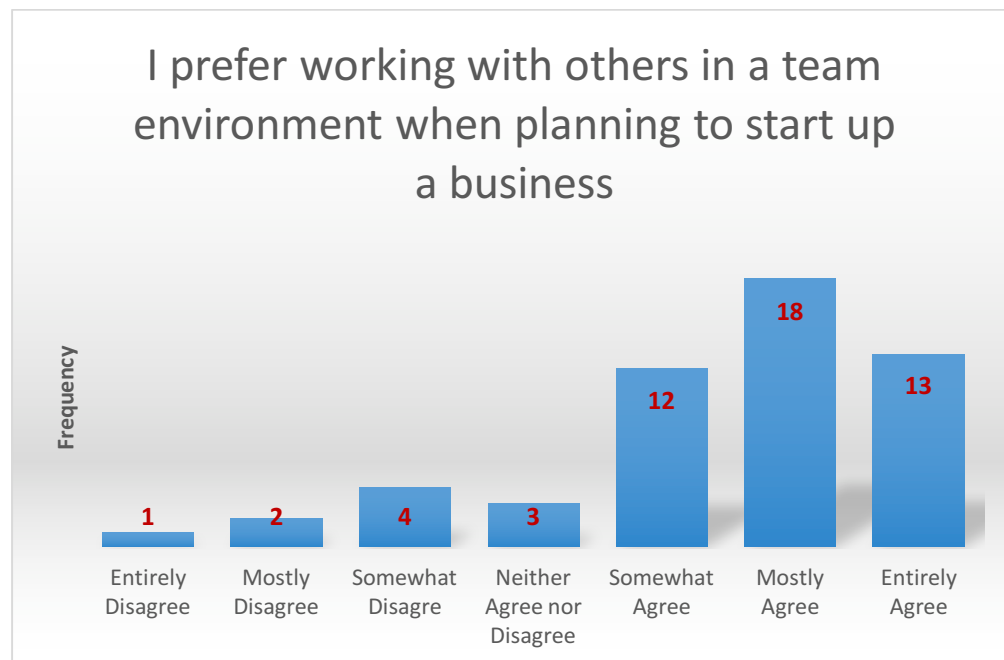 I prefer working with others in a team
environment when planning to start up
a business
Frequency
1
2
4
3
12
18
13
Entirely
Disagree
Mostly
Disagree
Somewhat
Disagre
Neither
Agree nor
Disagree
Somewhat
Agree
Mostly
Agree
Entirely
Agree